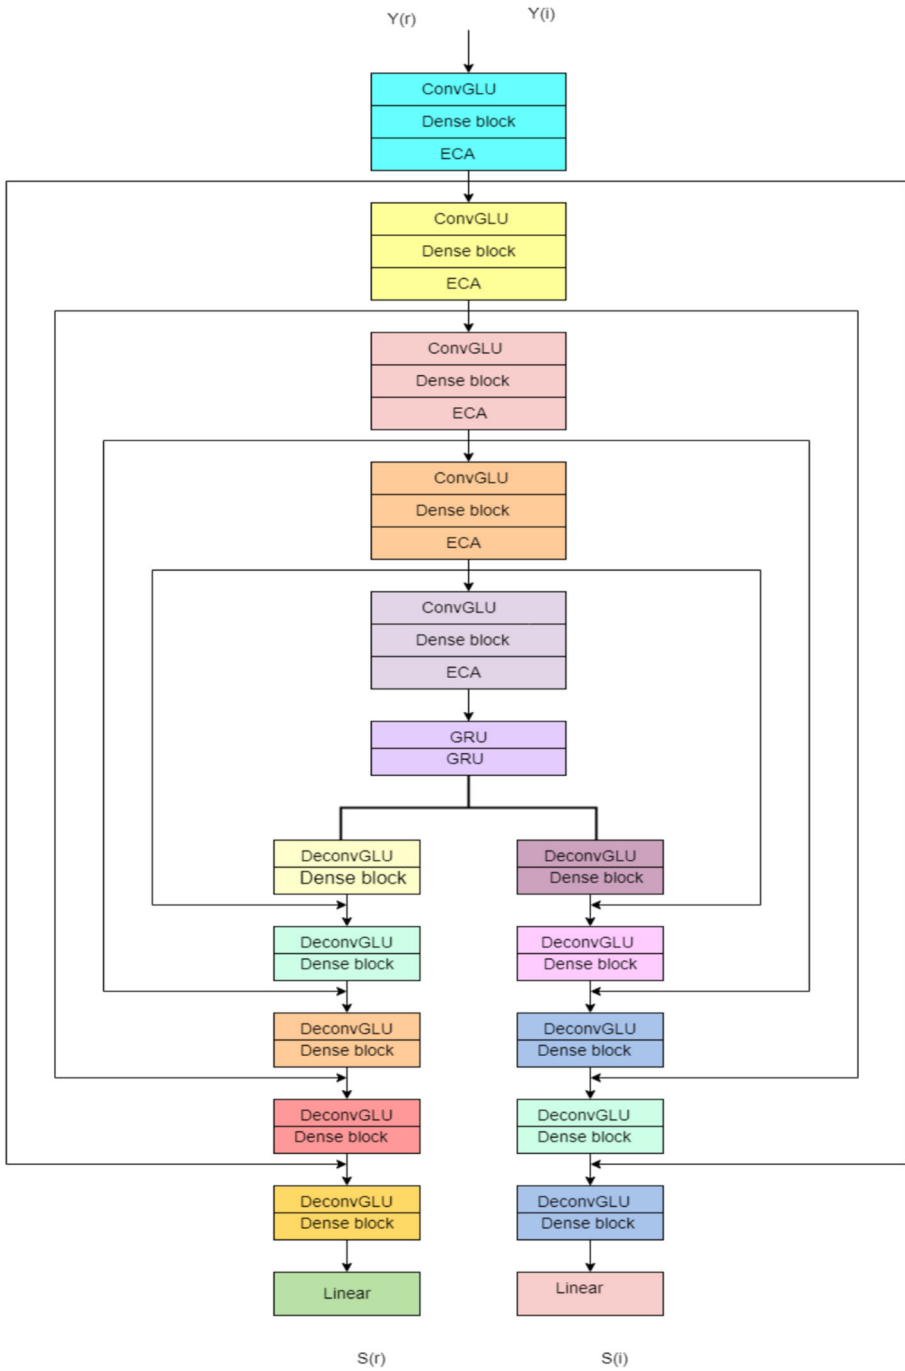 Y(r) Y(i)
ConvGLU
Dense block
ECA
ConvGLU
Dense block
ECA
ConvGLU
Dense block
ECA
ConvGLU
Dense block
ECA
ConvGLU
Dense block
ECA
GRU
GRU
DeconvGLU DeconvGLU
Dense block Dense block
DeconvGLU DeconvGLU
Dense block Dense block
DeconvGLU DeconvGLU
Dense block Dense block
DeconvGLU DeconvGLU
Dense block Dense block
DeconvGLU DeconvGLU
Dense block Dense block
Linear Linear
S(r) S(i)